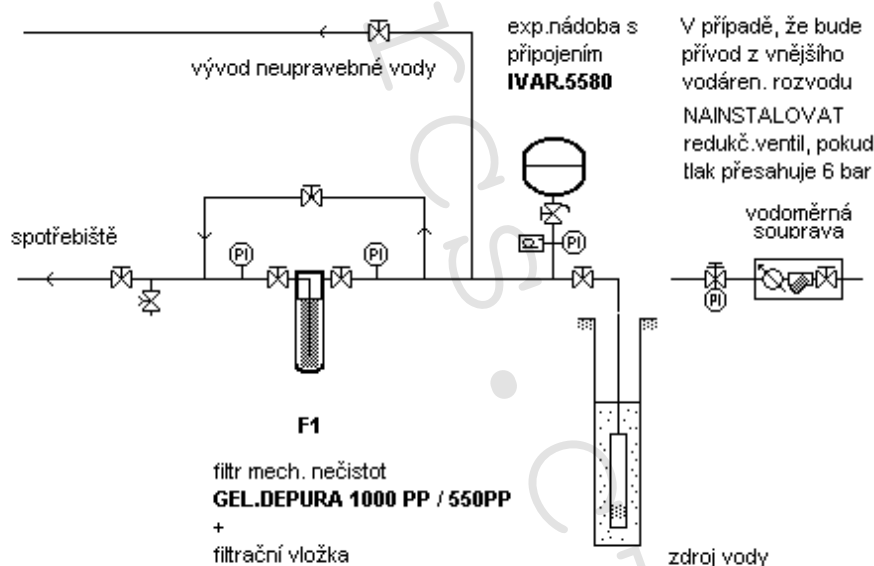 exp.nádoba s
připojením
IVAR.5580
V případě, že bude
přívod z vnějšího
vodáren. rozvodu
NAINSTALOVAT
redukč.ventil, pokud
tlak přesahuje 6 bar
vývod neupravebné vody
vodoměrná
souprava
spotřebiště
PI
PI
PI
PI
F1
filtr mech. nečistot
GEL.DEPURA 1000 PP / 550PP
+
filtrační vložka
zdroj vody